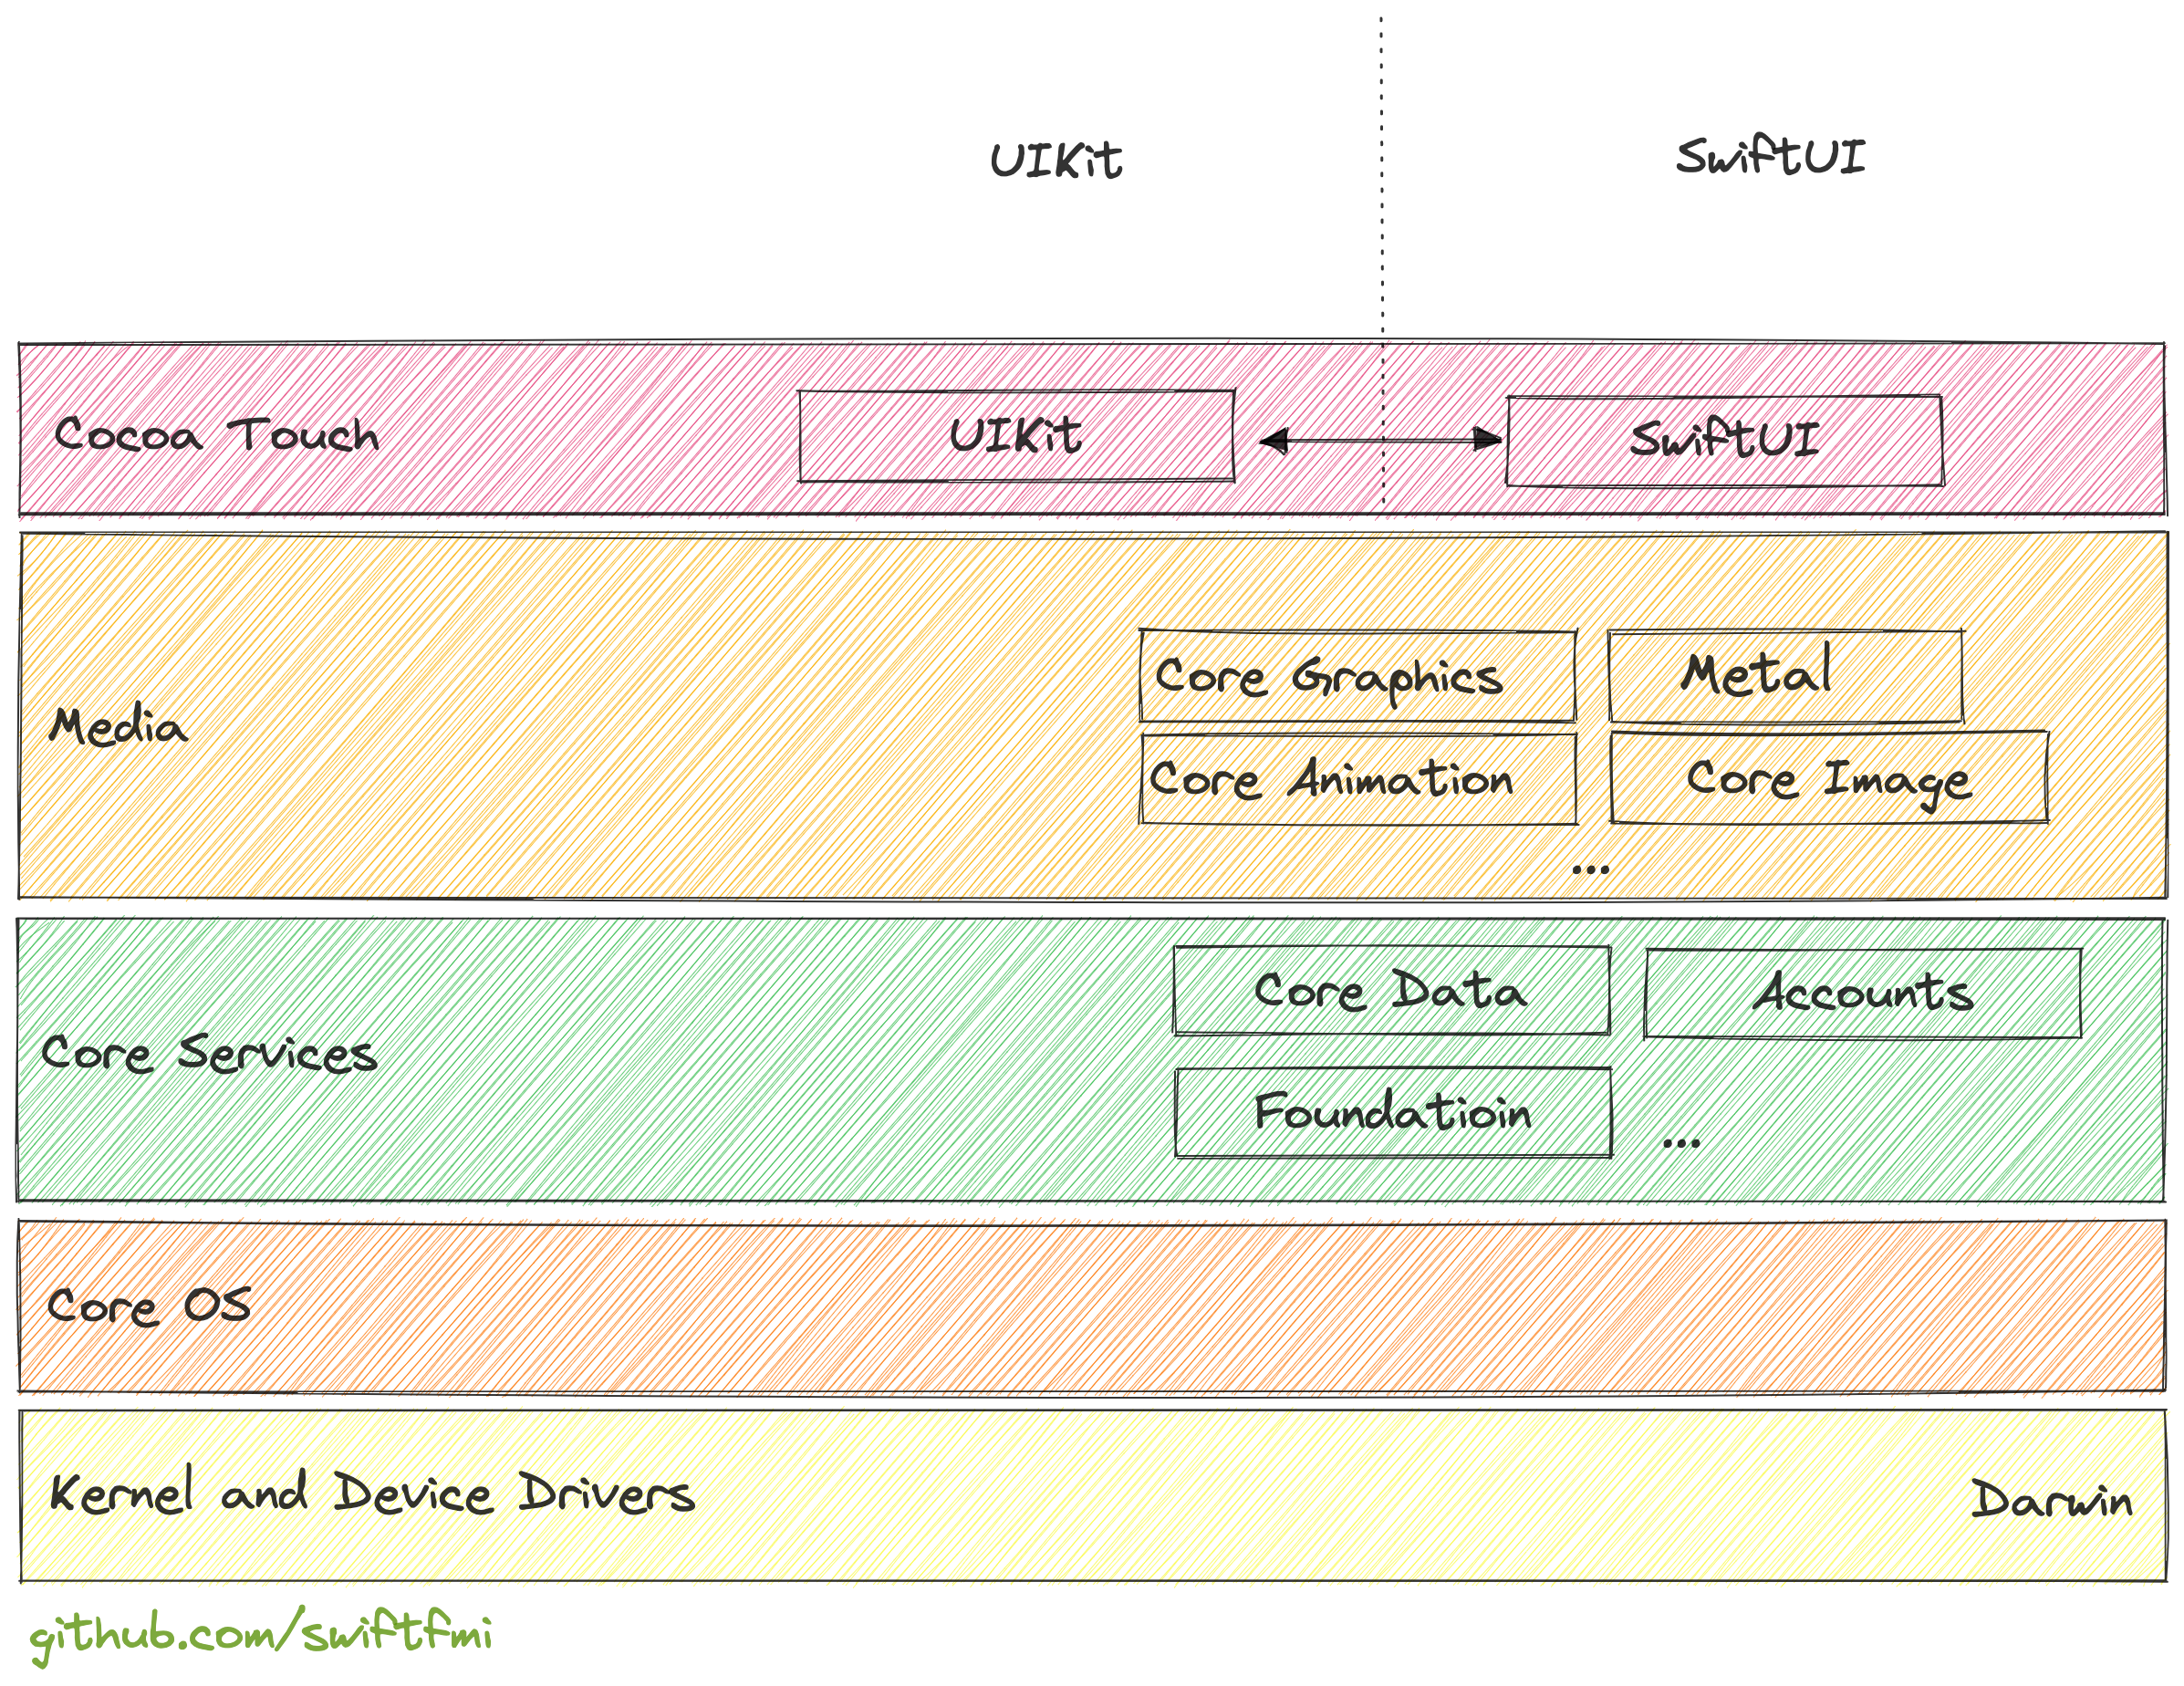 UIKit
SwiftUI
Cocoa Touch
UIKit
SwiftUI
Media
Core Graphics
Metal
Core Animation
Core Image
...
Core Services
Core Data
Accounts
Foundatioin
...
Core OS
Kernel and Device Drivers
Darwin
github.com/swiftfmi